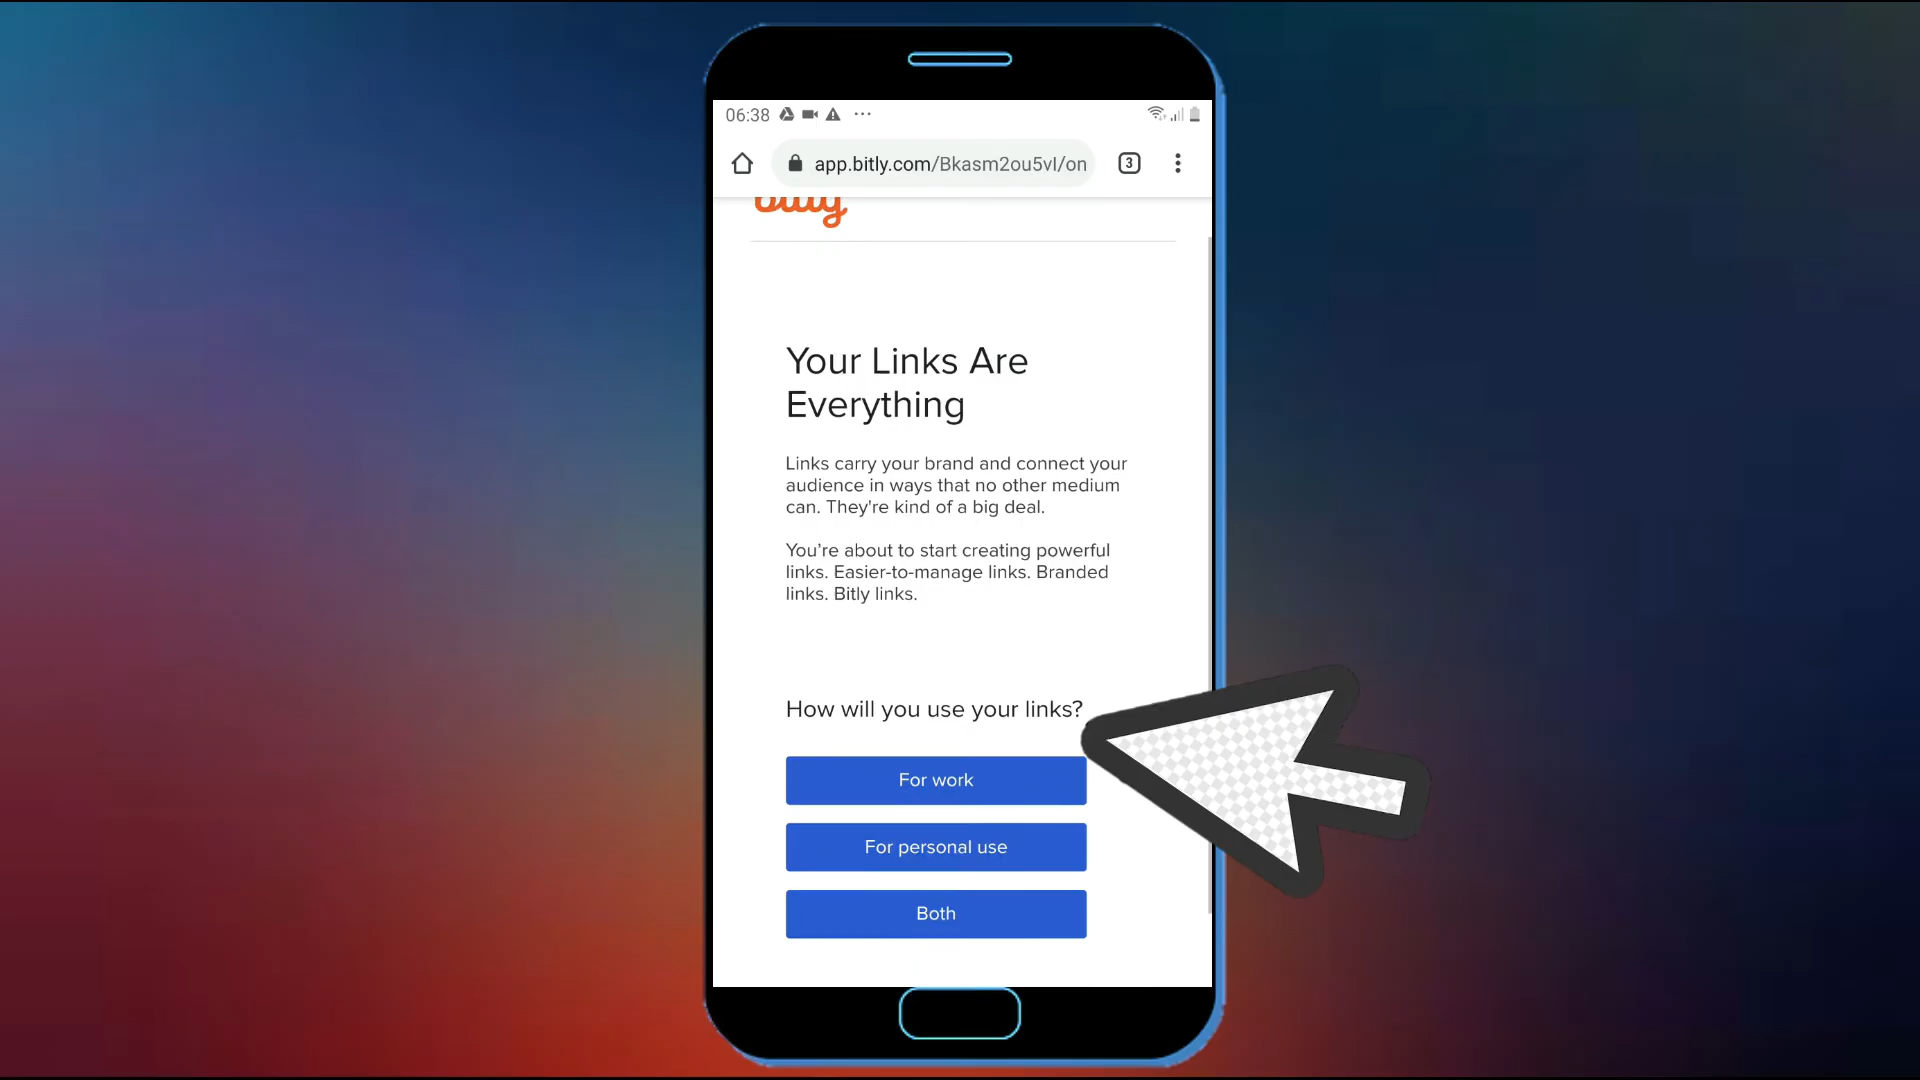 06:38
app.bitly.com/Bkasm2ou5vI/on
3
bitly
Your Links Are
Everything
Links carry your brand and connect your
audience in ways that no other medium
can. They're kind of a big deal.
You’re about to start creating powerful
links. Easier-to-manage links. Branded
links. Bitly links.
How will you use your links?
For work
For personal use
Both